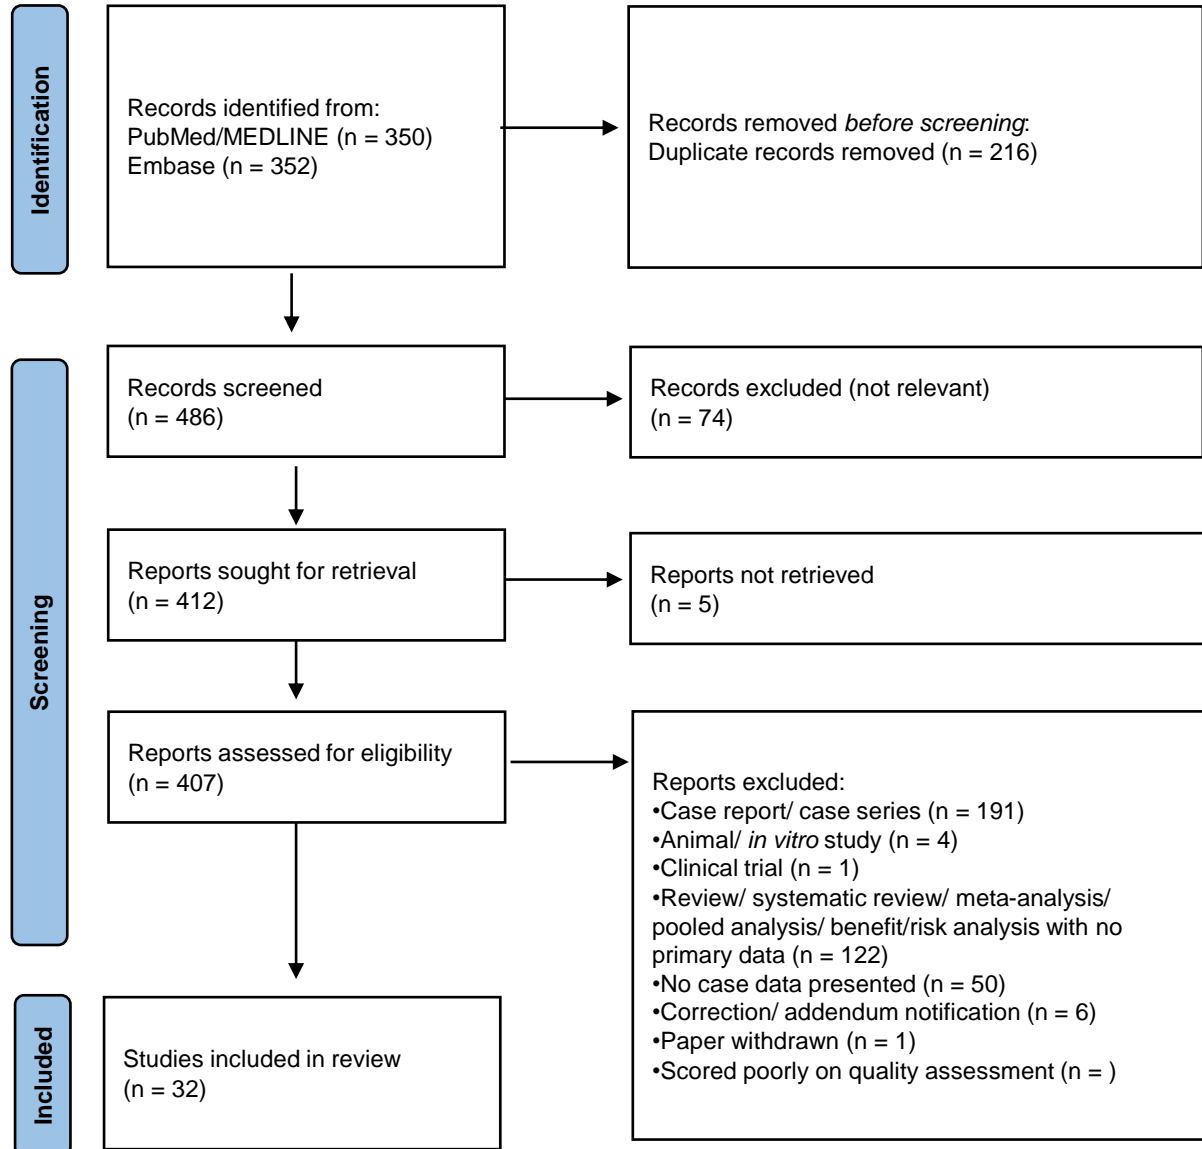 Identification
Records identified from:
PubMed/MEDLINE (n = 350)
Embase (n = 352)
Records removed before screening:
Duplicate records removed (n = 216)
Screening
Records screened
(n = 486)
Records excluded (not relevant)
(n = 74)
Reports sought for retrieval
(n = 412)
Reports not retrieved
(n = 5)
Reports assessed for eligibility
(n = 407)
Reports excluded:
•Case report/ case series (n = 191)
•Animal/ in vitro study (n = 4)
•Clinical trial (n = 1)
•Review/ systematic review/ meta-analysis/
pooled analysis/ benefit/risk analysis with no
primary data (n = 122)
•No case data presented (n = 50)
•Correction/ addendum notification (n = 6)
•Paper withdrawn (n = 1)
•Scored poorly on quality assessment (n = )
Included
Studies included in review
(n = 32)